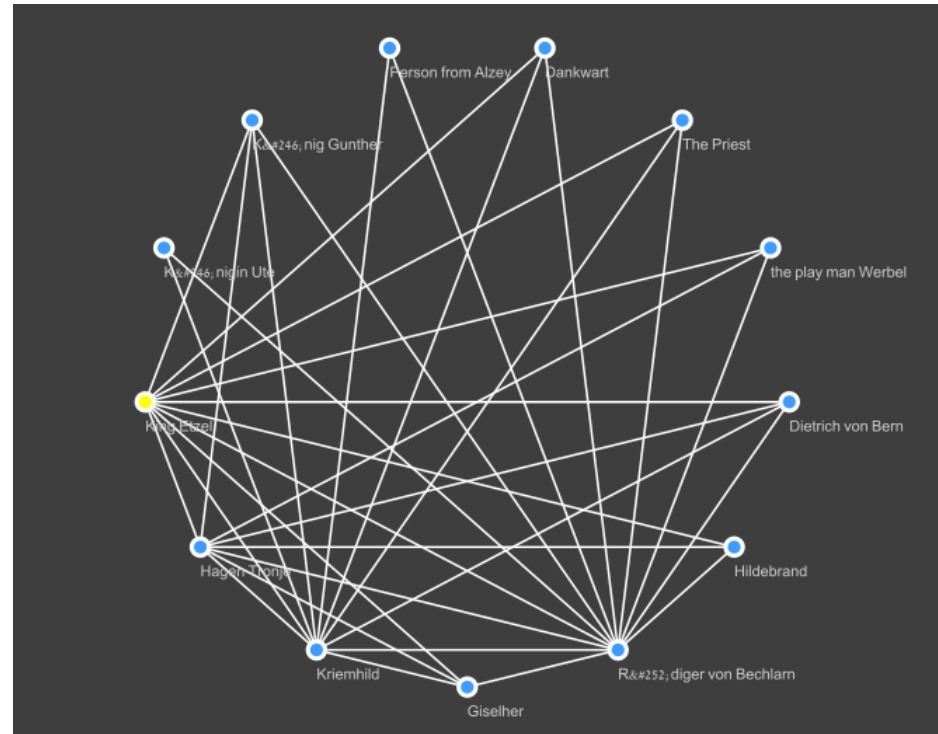 Person from Alzey
Dankwart
K&#246; nig Gunther
The Priest
K&#246; nigin Ute
the play man Werbel
King Etzel
Dietrich von Bern
Hagen Tronje
Hildebrand
Kriemhild
R&#252; diger von Bechlarn
Giselher